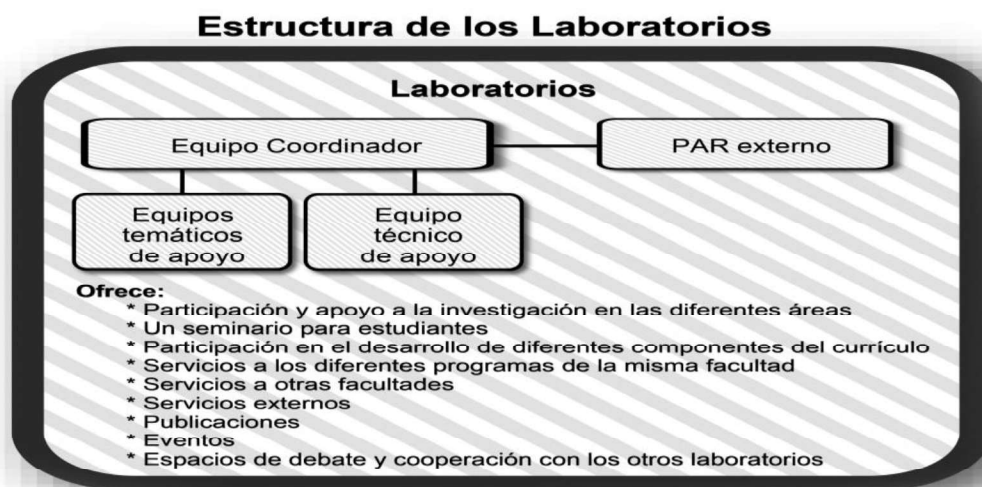 Estructura de los Laboratorios
Laboratorios
Equipo Coordinador
PAR externo
Equipos
temáticos
de apoyo
Equipo
técnico
de apoyo
Ofrece:
* Participación y apoyo a la investigación en las diferentes áreas
* Un seminario para estudiantes
* Participación en el desarrollo de diferentes componentes del currículo
* Servicios a los diferentes programas de la misma facultad
* Servicios a otras facultades
* Servicios externos
* Publicaciones
* Eventos
* Espacios de debate y cooperación con los otros laboratorios